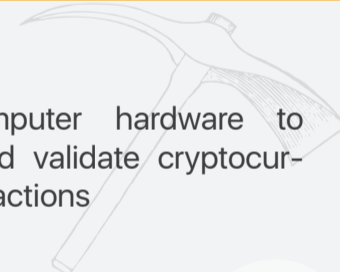 mputer hardware to
d validate cryptocur-
actions